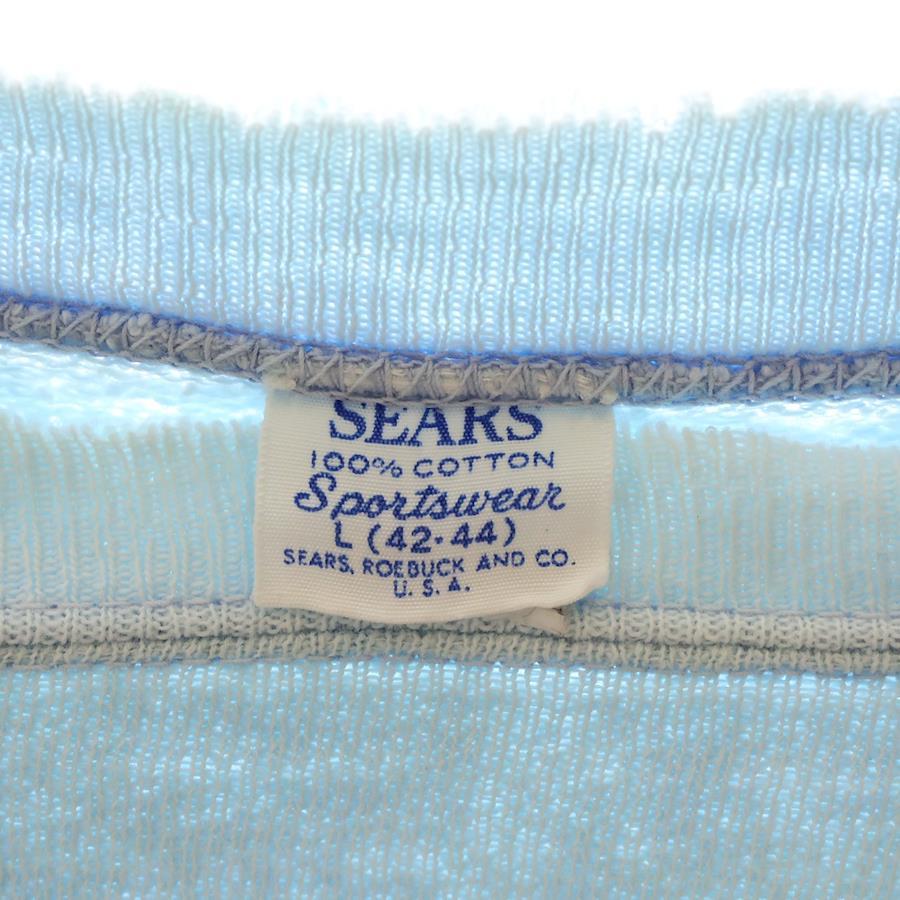 SEARS
100% COTTON
Sportswear
L (42-44)
SEARS, ROEBUCK AND CO.
U. S. A.